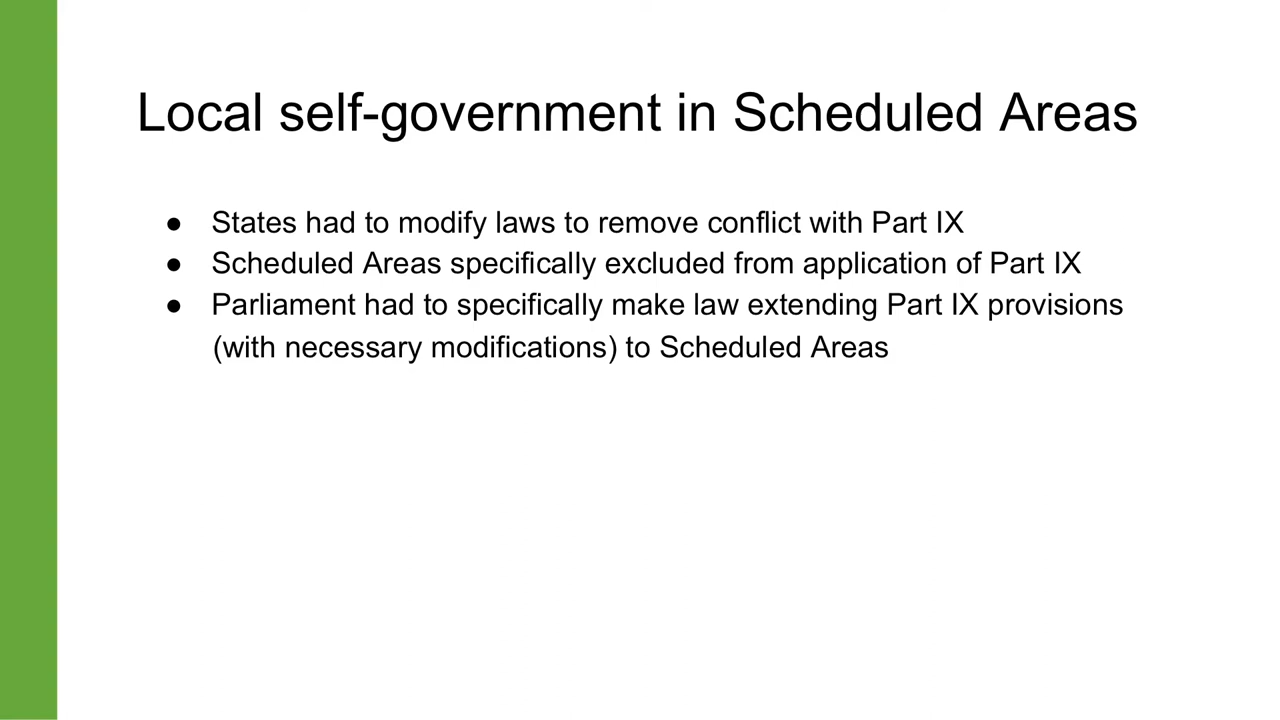 Local self-government in Scheduled Areas
● States had to modify laws to remove conflict with Part IX
● Scheduled Areas specifically excluded from application of Part IX
● Parliament had to specifically make law extending Part IX provisions
(with necessary modifications) to Scheduled Areas